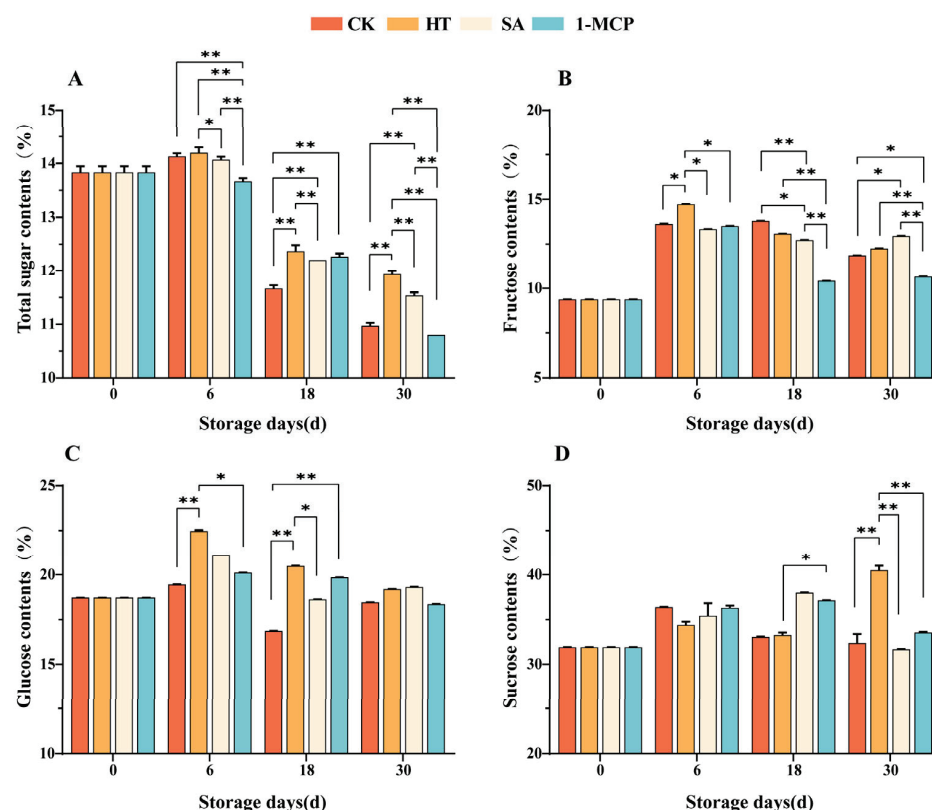 CK HT SA 1-MCP
A
Total sugar contents (%)
15
14
13
12
11
10
** ** ** *
** ** ** **
** ** ** ** ** **
0 6 18 30
Storage days(d)
B
Fructose contents (%)
20
15
10
5
* * *
** ** * **
* * ** **
0 6 18 30
Storage days(d)
C
Glucose contents (%)
25
20
15
10
** *
** ** *
0 6 18 30
Storage days(d)
D
Sucrose contents (%)
50
40
30
20
*
** ** **
0 6 18 30
Storage days(d)